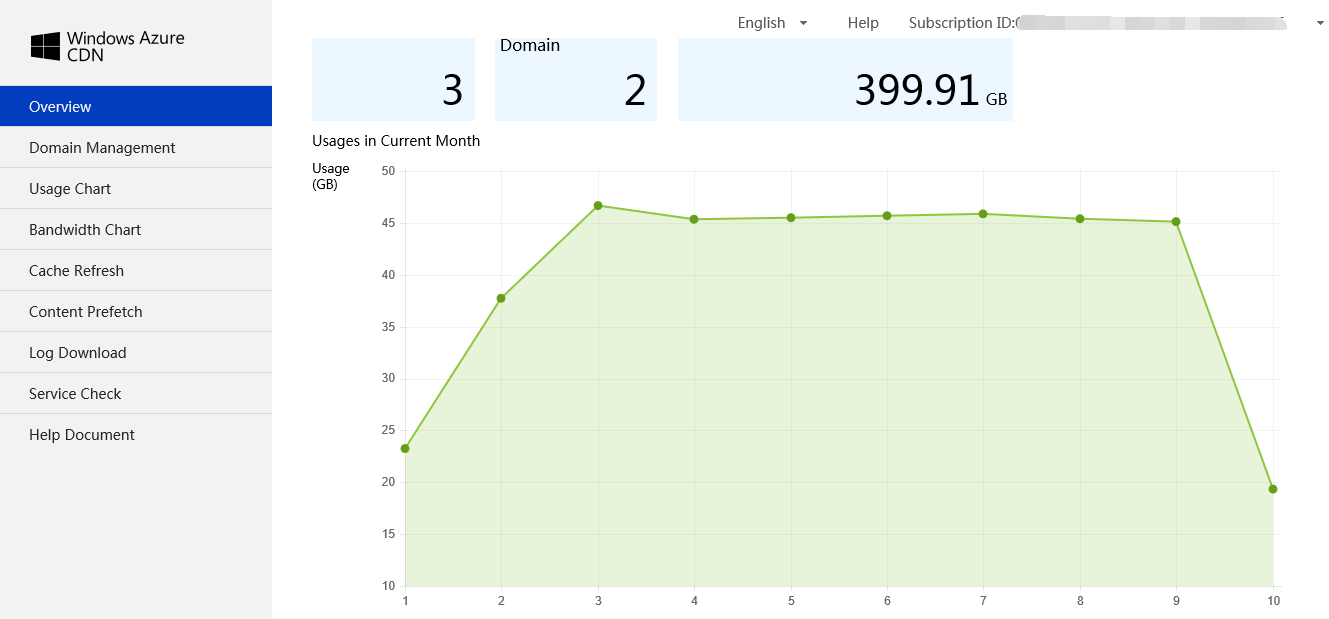 English Help Subscription ID:
Windows Azure
CDN
Domain
3 2 399.91 GB
Overview
Domain Management
Usage Chart
Bandwidth Chart
Cache Refresh
Content Prefetch
Log Download
Service Check
Help Document
Usages in Current Month
Usage
(GB)
50
45
40
35
30
25
20
15
10
1 2 3 4 5 6 7 8 9 10